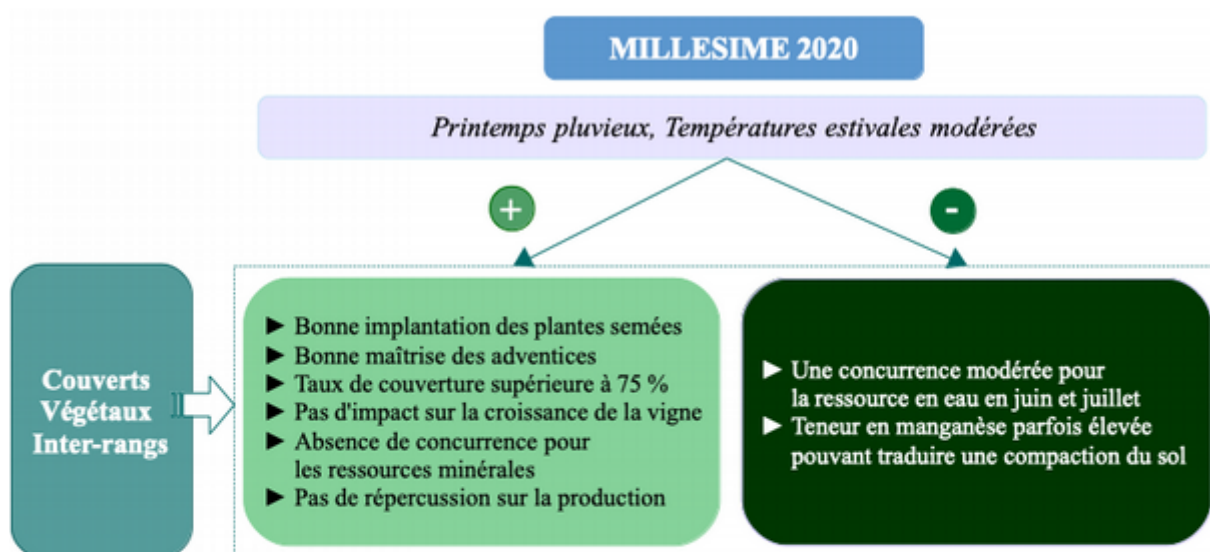 MILLESIME 2020
Printemps pluvieux, Températures estivales modérées
+
-
Couverts
Végétaux
Inter-rangs
► Bonne implantation des plantes semées
► Bonne maîtrise des adventices
► Taux de couverture supérieure à 75 %
► Pas d'impact sur la croissance de la vigne
► Absence de concurrence pour
les ressources minérales
► Pas de répercussion sur la production
► Une concurrence modérée pour
la ressource en eau en juin et juillet
► Teneur en manganèse parfois élevée
pouvant traduire une compaction du sol